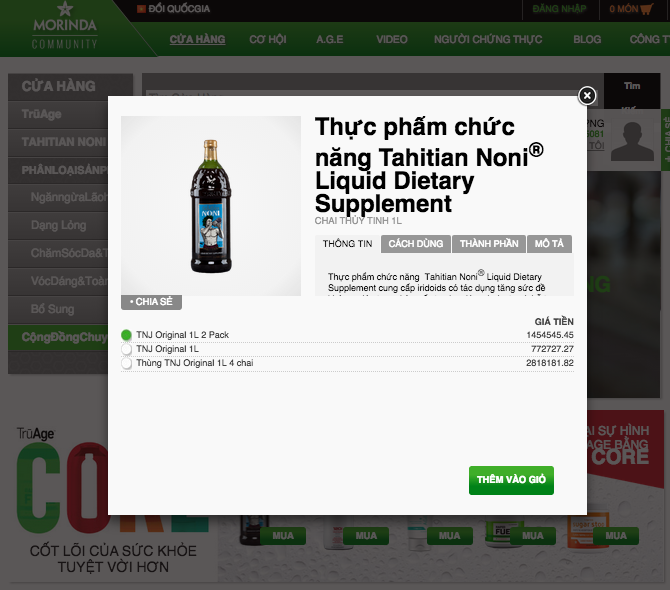 MORINDA
COMMUNITY
ĐỔI QUỐCGIA
ĐĂNG NHẬP
0 MÓN
CỬA HÀNG
CƠ HỘI
A.G.E
VIDEO
NGƯỜI CHỨNG THỰC
BLOG
CÔNG T
CỬA HÀNG
TrūAge
TAHITIAN NONI
PHÂNLOẠISẢNP
NgănngừaLãoh
Dạng Lỏng
ChămSócDa&T
VócDáng&Toàn
Bổ Sung
CộngĐồngChuy
Tìm
Thực phẩm chức
năng Tahitian Noni®
Liquid Dietary
Supplement
CHAI THỦY TINH 1L
THÔNG TIN
CÁCH DÙNG
THÀNH PHẦN
MÔ TẢ
Thực phẩm chức năng Tahitian Noni® Liquid Dietary
Supplement cung cấp iridoids có tác dụng tăng sức đề
NONI
• CHIA SẺ
GIÁ TIỀN
TNJ Original 1L 2 Pack 1454545.45
TNJ Original 1L 772727.27
Thùng TNJ Original 1L 4 chai 2818181.82
THÊM VÀO GIỎ
TrūAge
CORE
CỐT LÕI CỦA SỨC KHỎE
TUYỆT VỜI HƠN
AI SỰ HÌNH
AGE BẰNG
CORE
MUA
MUA
MUA
MUA
MUA